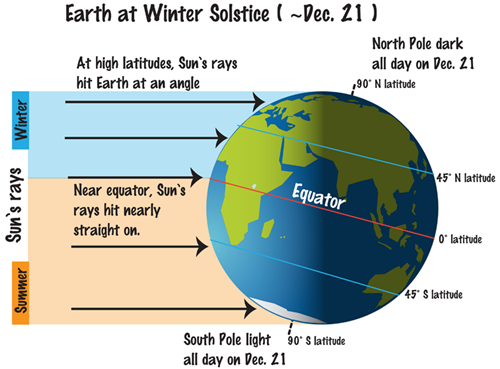 Earth at Winter Solstice ( ~Dec. 21 )
At high latitudes, Sun`s rays
hit Earth at an angle
North Pole dark
all day on Dec. 21
90° N latitude
Winter
45° N latitude
Sun`s rays
Near equator, Sun`s
rays hit nearly
straight on.
Equator
0° latitude
Summer
45° S latitude
South Pole light
all day on Dec. 21
90° S latitude